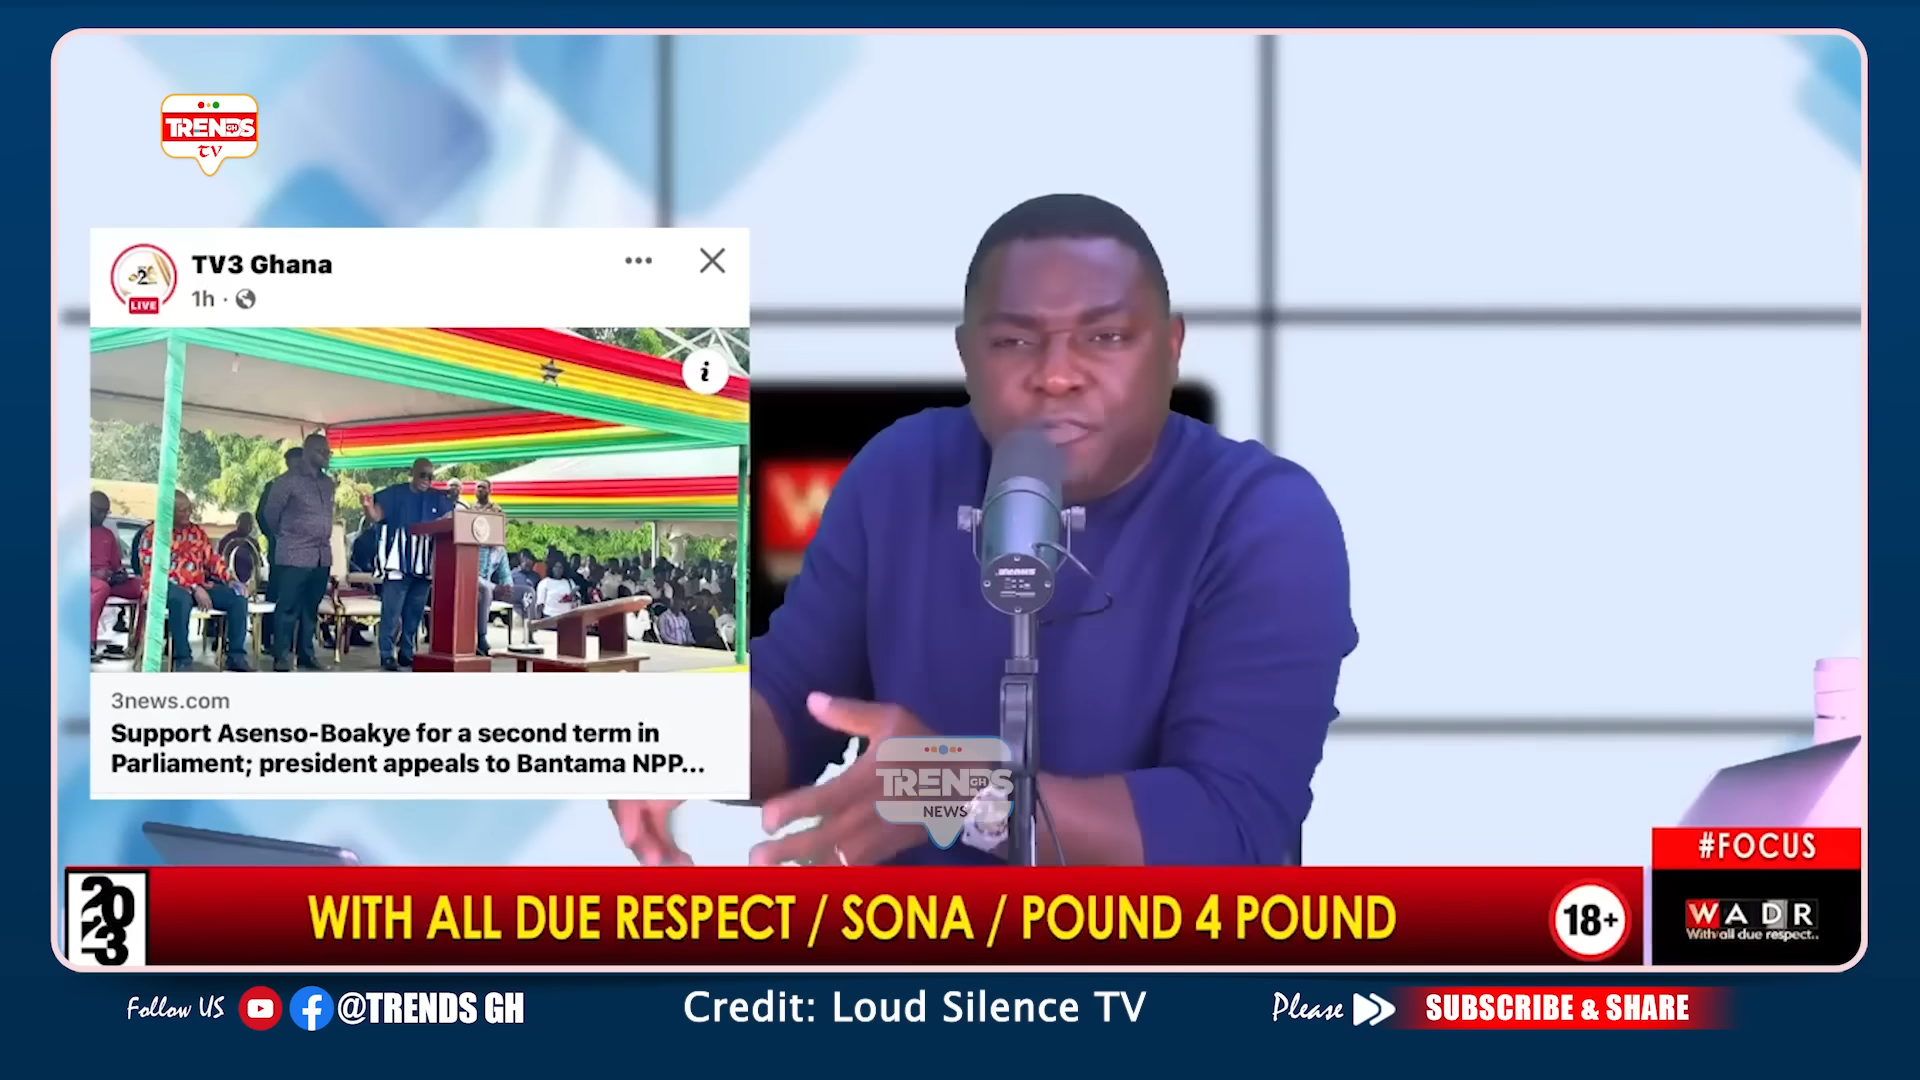 TRENDS
GH
TV
TV3 Ghana
1h ·
LIVE
3news.com
Support Asenso-Boakye for a second term in
Parliament; president appeals to Bantama NPP...
TRENDS
GH
NEWS
#FOCUS
2023
WITH ALL DUE RESPECT / SONA / POUND 4 POUND
18+
WADR
With all due respect..
Follow US
@TRENDS GH
Credit: Loud Silence TV
Please
SUBSCRIBE & SHARE